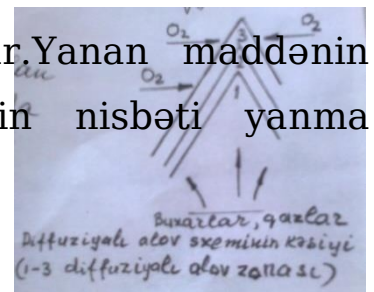 O₂
O₂
r.Yanan maddənin
O₂
in nisbəti yanma
3
2
1
Buxarlar, qazlar
Diffuziyalı alov sxeminin kəsiyi
(1-3 diffuziyalı alov zonası)